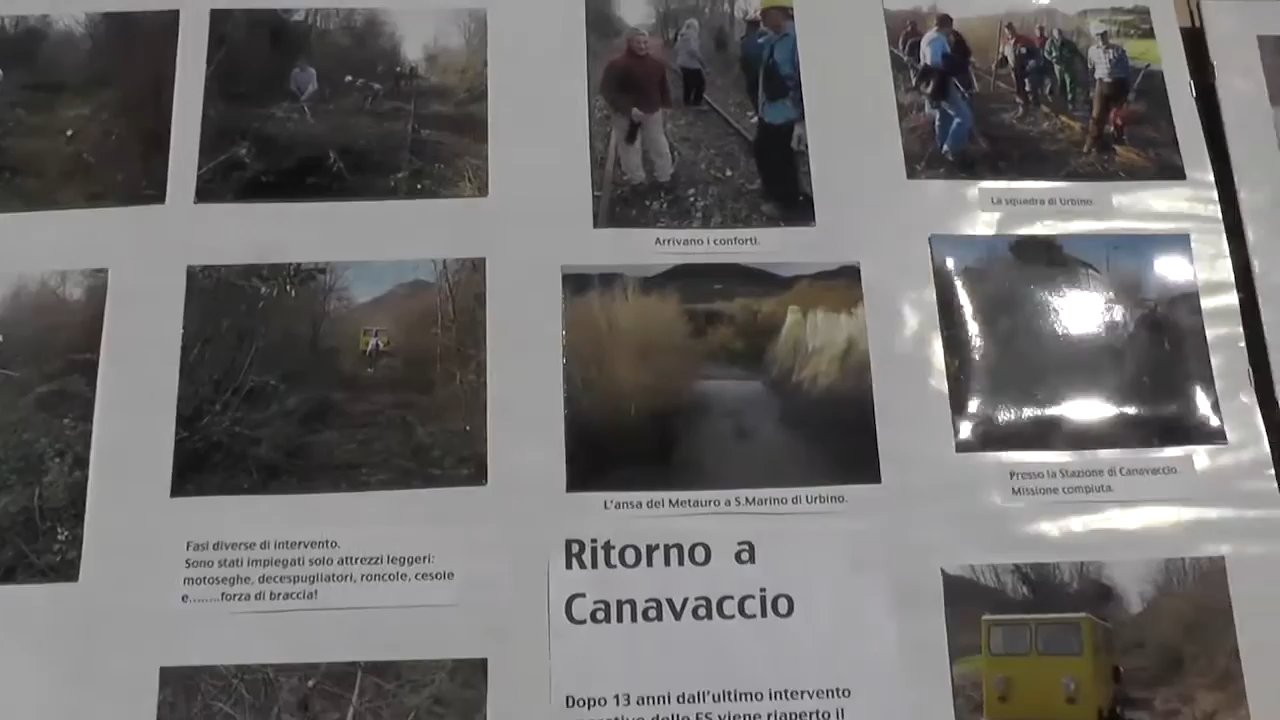 Arrivano i conforti.
La squadra di Urbino.
L'ansa del Metauro a S.Marino di Urbino.
Presso la Stazione di Canavaccio.
Missione compiuta.
Fasi diverse di intervento.
Sono stati impiegati solo attrezzi leggeri:
motoseghe, decespugliatori, roncole, cesoie
e........forza di braccia!
Ritorno a
Canavaccio
Dopo 13 anni dall'ultimo intervento
delle FS viene riaperto il